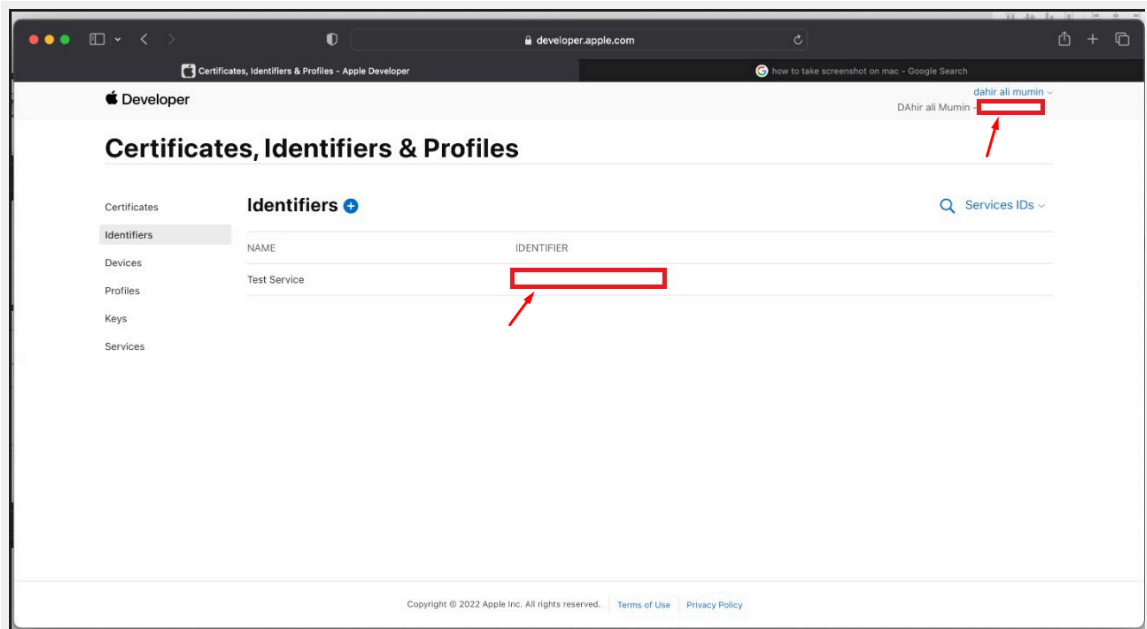 developer.apple.com
Certificates, Identifiers & Profiles - Apple Developer
how to take screenshot on mac - Google Search
Developer
dahir ali mumin
DAhir ali Mumin -
Certificates, Identifiers & Profiles
Certificates
Identifiers
Devices
Profiles
Keys
Services
Identifiers
Services IDs
NAME IDENTIFIER
Test Service
Copyright © 2022 Apple Inc. All rights reserved. Terms of Use Privacy Policy